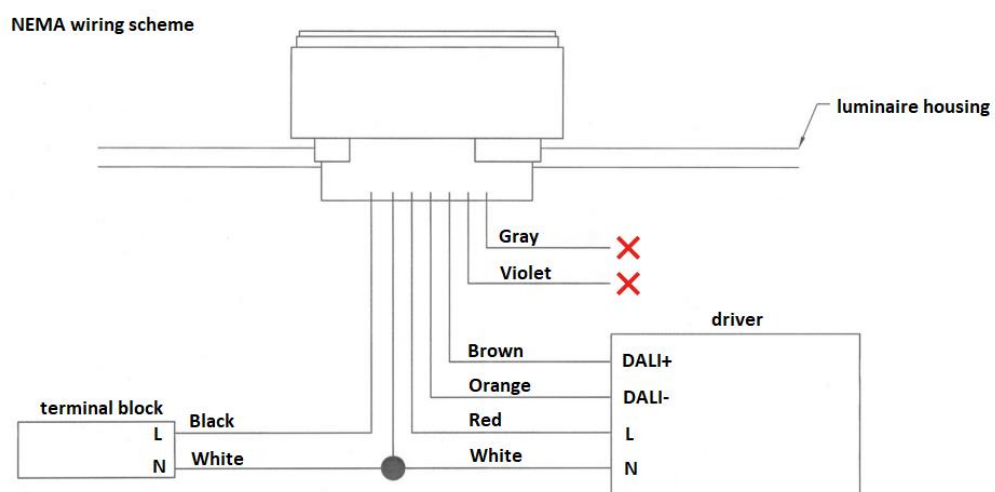 NEMA wiring scheme
luminaire housing
Gray
Violet
driver
Brown
DALI+
Orange
DALI-
terminal block
L
Black
Red
L
N
White
White
N